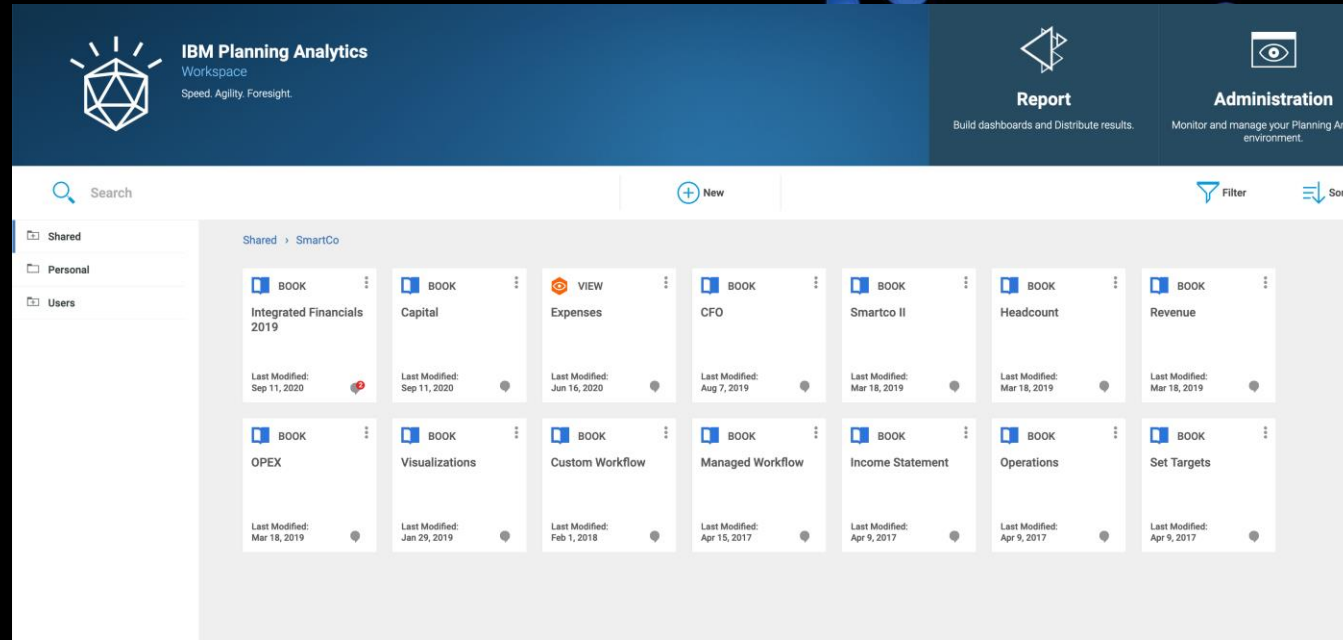 IBM Planning Analytics
Workspace
Speed. Agility. Foresight.
Report
Build dashboards and Distribute results.
Administration
Monitor and manage your Planning
environment.
Search
New
Filter
Shared
Personal
Users
Shared › SmartCo
BOOK
Integrated Financials
2019
Last Modified:
Sep 11, 2020
2
BOOK
Capital
Last Modified:
Sep 11, 2020
VIEW
Expenses
Last Modified:
Jun 16, 2020
BOOK
CFO
Last Modified:
Aug 7, 2019
BOOK
Smartco II
Last Modified:
Mar 18, 2019
BOOK
Headcount
Last Modified:
Mar 18, 2019
BOOK
Revenue
Last Modified:
Mar 18, 2019
BOOK
OPEX
Last Modified:
Mar 18, 2019
BOOK
Visualizations
Last Modified:
Jan 29, 2019
BOOK
Custom Workflow
Last Modified:
Feb 1, 2018
BOOK
Managed Workflow
Last Modified:
Apr 15, 2017
BOOK
Income Statement
Last Modified:
Apr 9, 2017
BOOK
Operations
Last Modified:
Apr 9, 2017
BOOK
Set Targets
Last Modified:
Apr 9, 2017